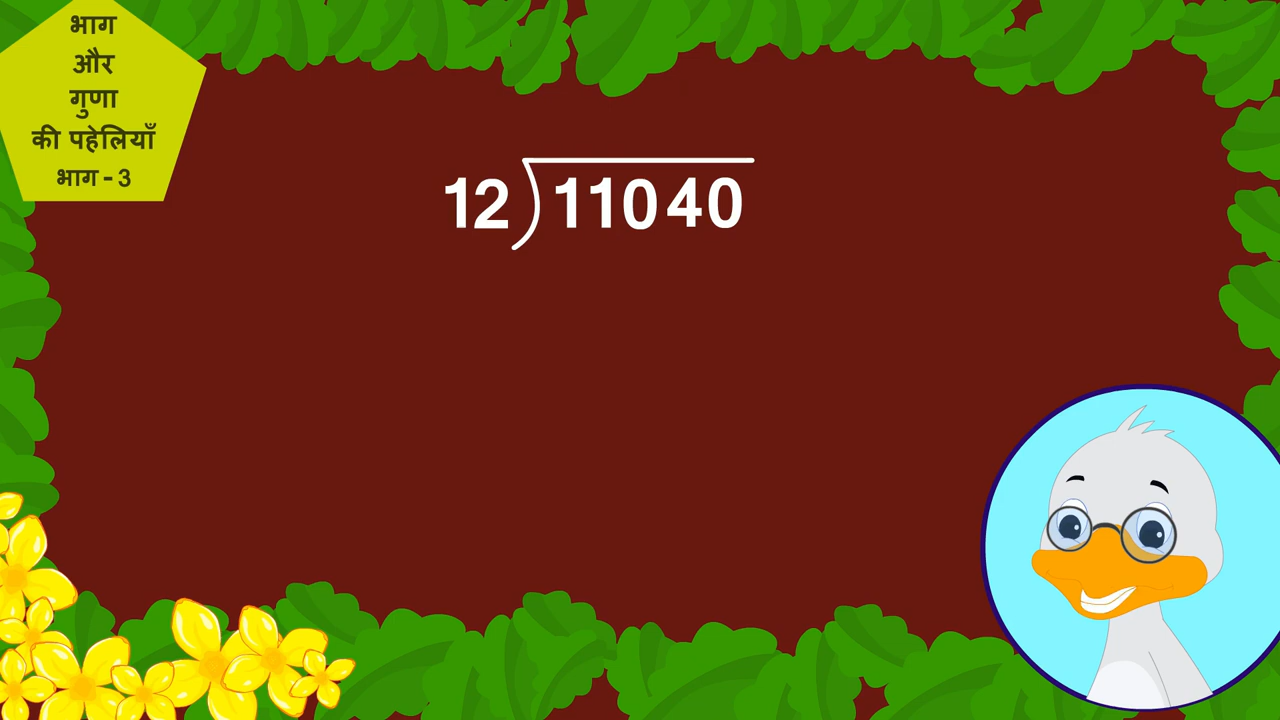 भाग
और
गुणा
की पहेलियाँ
भाग - 3
12)11040